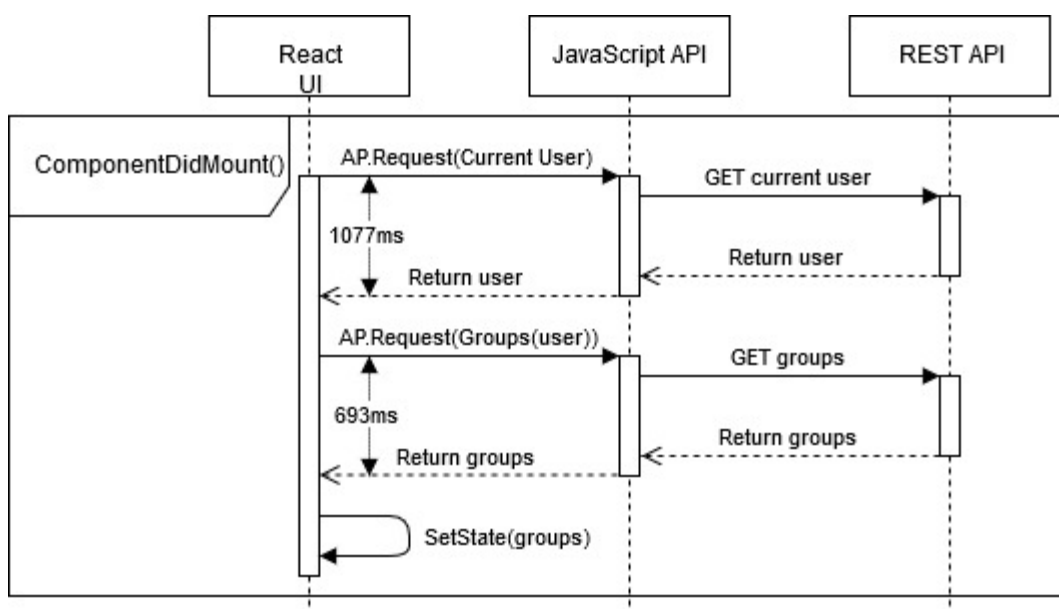 React
UI
JavaScript API
REST API
ComponentDidMount()
AP.Request(Current User)
GET current user
1077ms
Return user
Return user
AP.Request(Groups(user))
GET groups
693ms
Return groups
Return groups
SetState(groups)